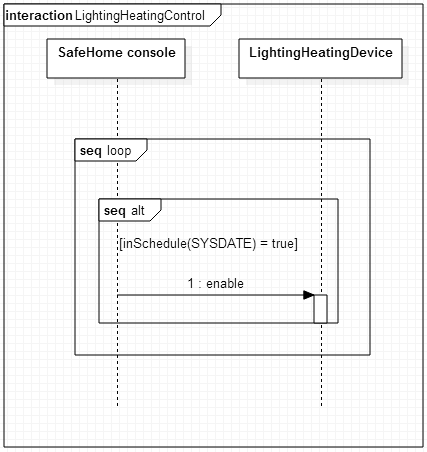 interaction LightingHeatingControl
SafeHome console
LightingHeatingDevice
seq loop
seq alt
[inSchedule(SYSDATE) = true]
1 : enable